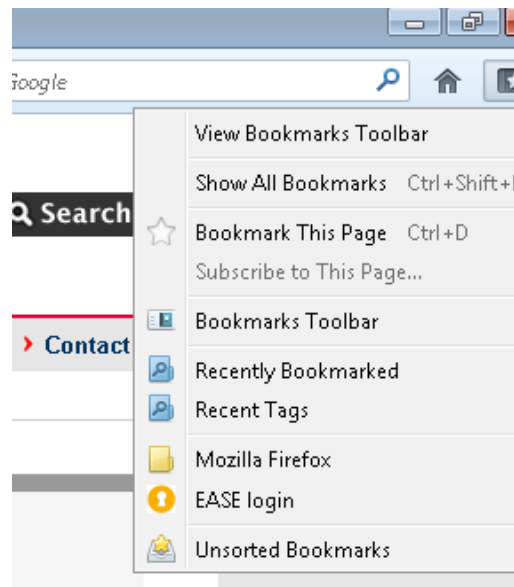 Google
View Bookmarks Toolbar
Show All Bookmarks Ctrl+Shift+
Search
Bookmark This Page Ctrl+D
Subscribe to This Page...
Bookmarks Toolbar
Contact
Recently Bookmarked
Recent Tags
Mozilla Firefox
EASE login
Unsorted Bookmarks